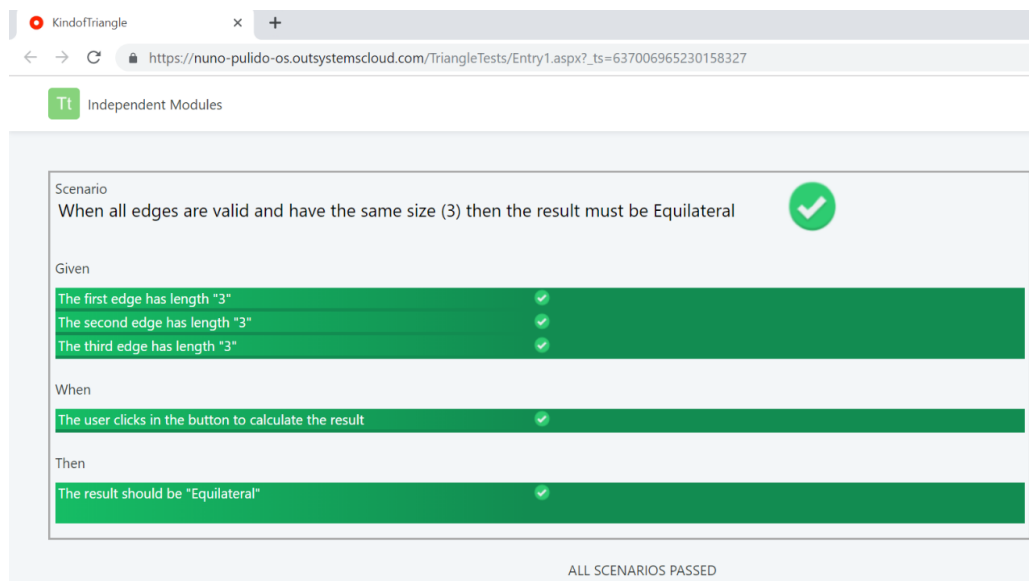 KindofTriangle
https://nuno-pulido-os.outsystemscloud.com/TriangleTests/Entry1.aspx?_ts=637006965230158327
Tt Independent Modules
Scenario
When all edges are valid and have the same size (3) then the result must be Equilateral
Given
The first edge has length "3"
The second edge has length "3"
The third edge has length "3"
When
The user clicks in the button to calculate the result
Then
The result should be "Equilateral"
ALL SCENARIOS PASSED